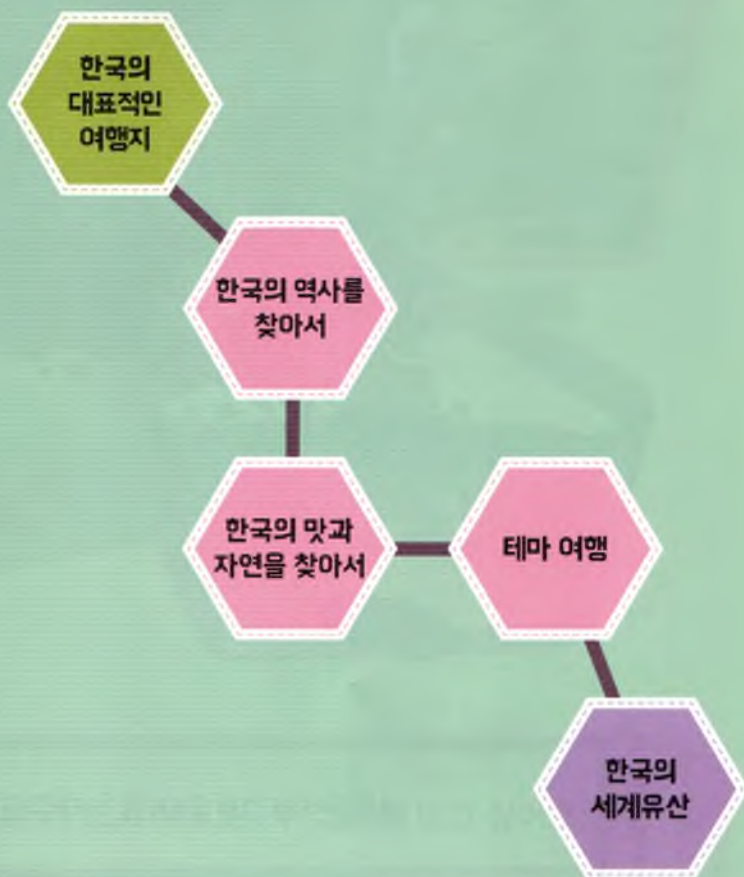 한국의
대표적인
여행지
한국의 역사를
찾아서
한국의 맛과
자연을 찾아서
테마 여행
한국의
세계유산